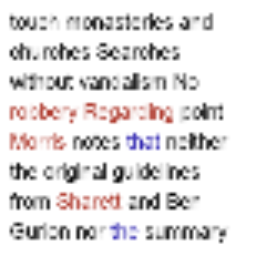 touch monasteries and
churches Searches
without vandalism No
robbery Regarding point
Morris notes that neither
the original guidelines
from Sharett and Ben
Gurion nor the summary